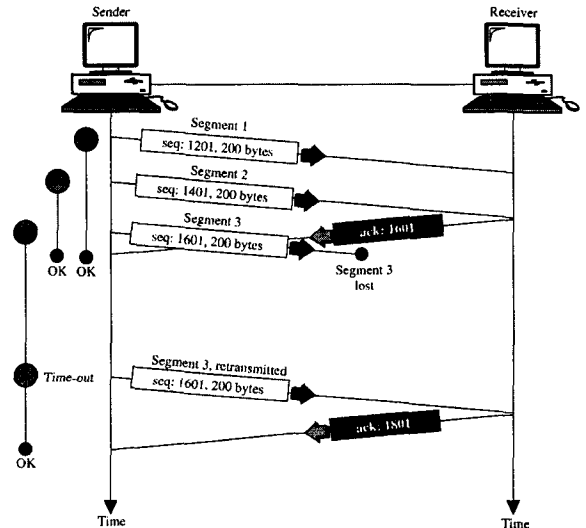 Sender
Receiver
Segment 1
seq: 1201, 200 bytes
Segment 2
seq: 1401, 200 bytes
Segment 3
ack: 1601
seq: 1601, 200 bytes
OK
OK
Segment 3
lost
Segment 3, retransmitted
Time-out
seq: 1601, 200 bytes
ack: 1801
OK
Time
Time